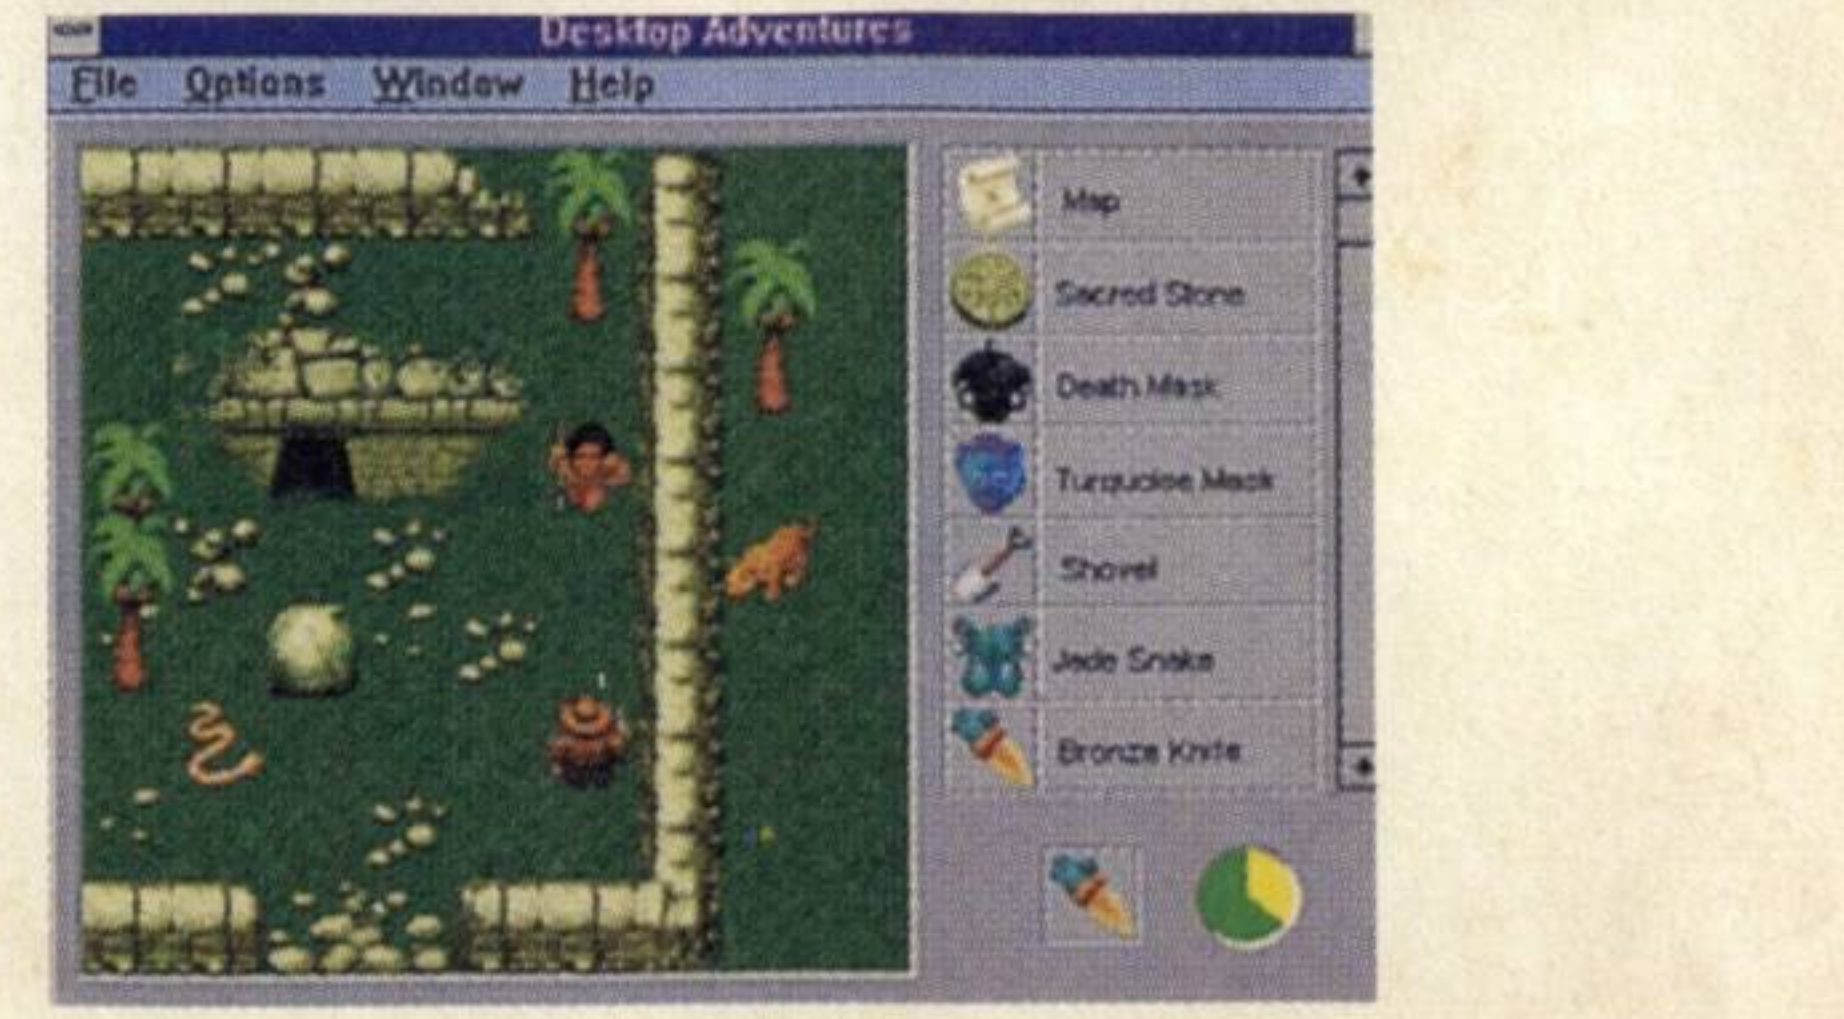 Desktop Adventures
File Options Window Help
Map
Sacred Stone
Death Mask
Turquoise Mask
Shovel
Jade Snake
Bronze Knife